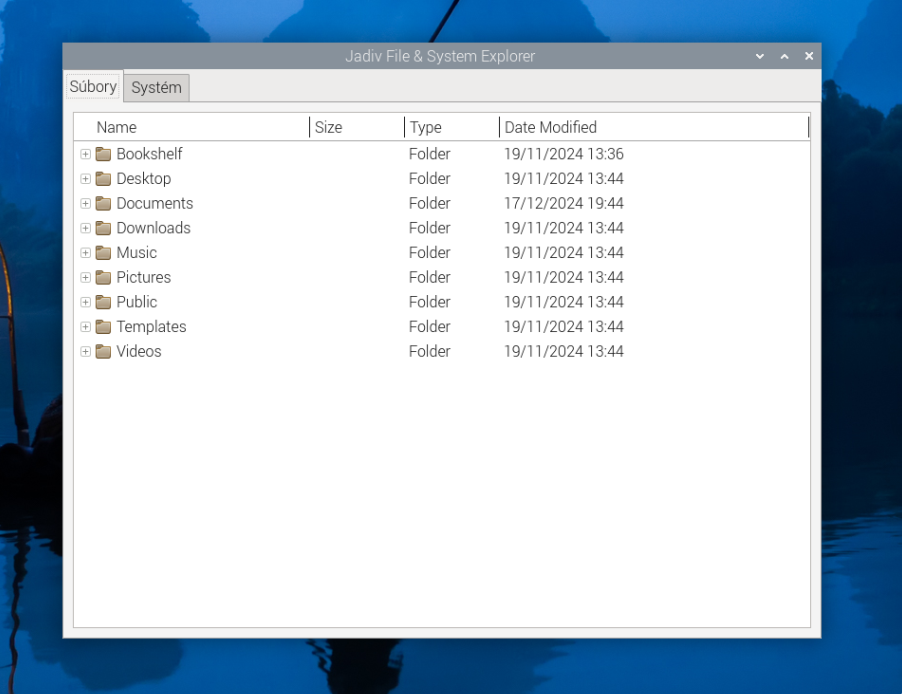 Jadiv File & System Explorer
Súbory Systém
Name Size Type Date Modified
Bookshelf Folder 19/11/2024 13:36
Desktop Folder 19/11/2024 13:44
Documents Folder 17/12/2024 19:44
Downloads Folder 19/11/2024 13:44
Music Folder 19/11/2024 13:44
Pictures Folder 19/11/2024 13:44
Public Folder 19/11/2024 13:44
Templates Folder 19/11/2024 13:44
Videos Folder 19/11/2024 13:44